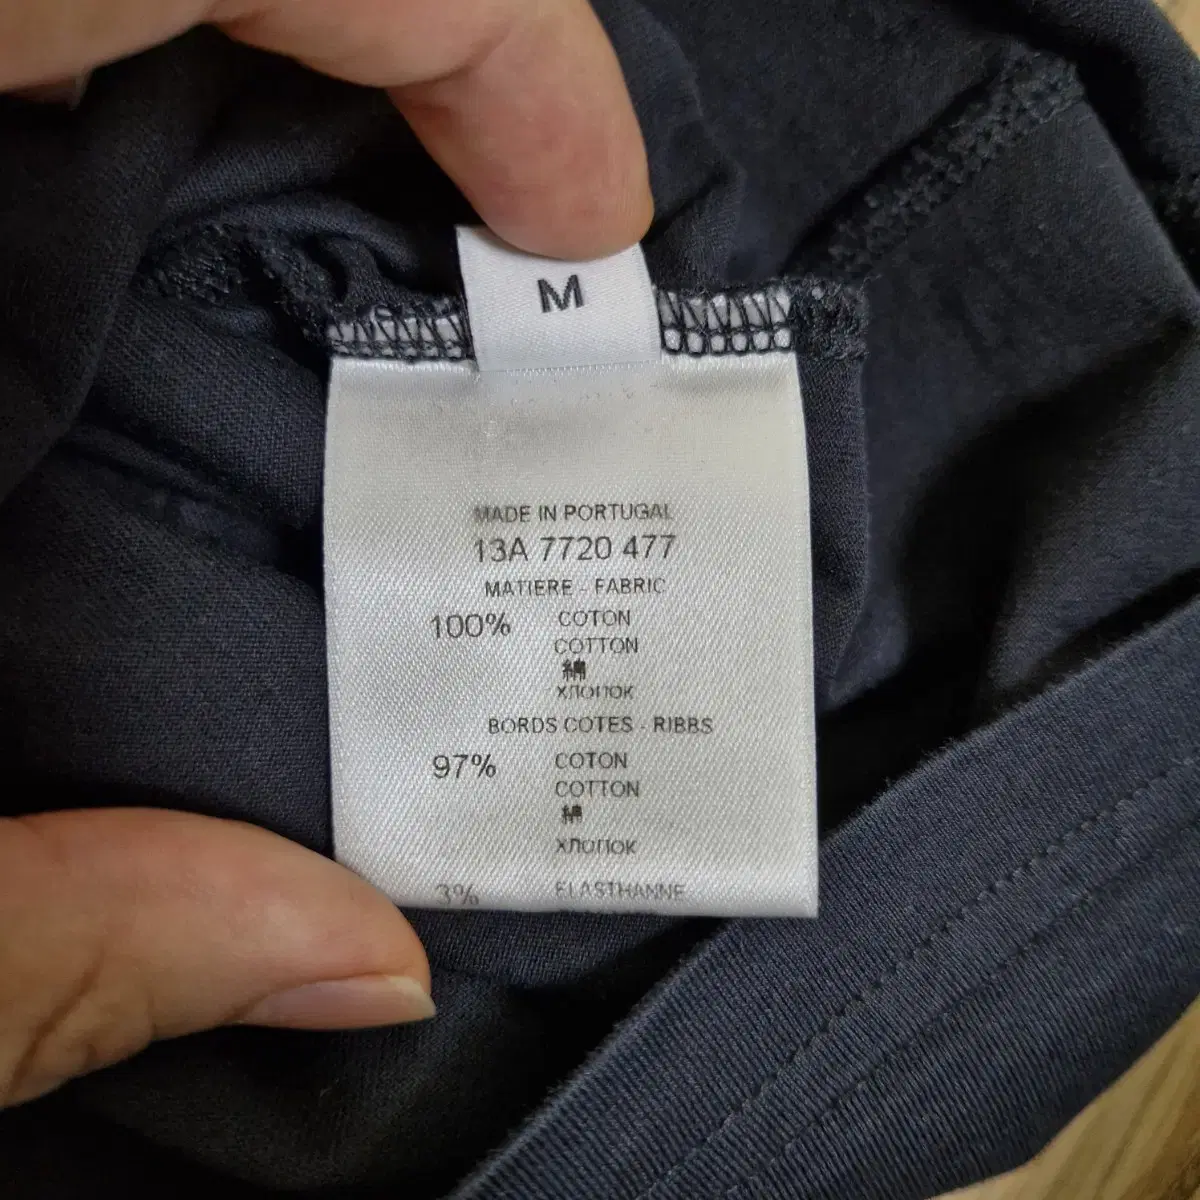 M
MADE IN PORTUGAL
13A 7720 477
MATIERE - FABRIC
100% COTON
COTTON
綿
хлопок
BORDS COTES - RIBBS
97% COTON
COTTON
綿
хлопок
3% ELASTHANNE